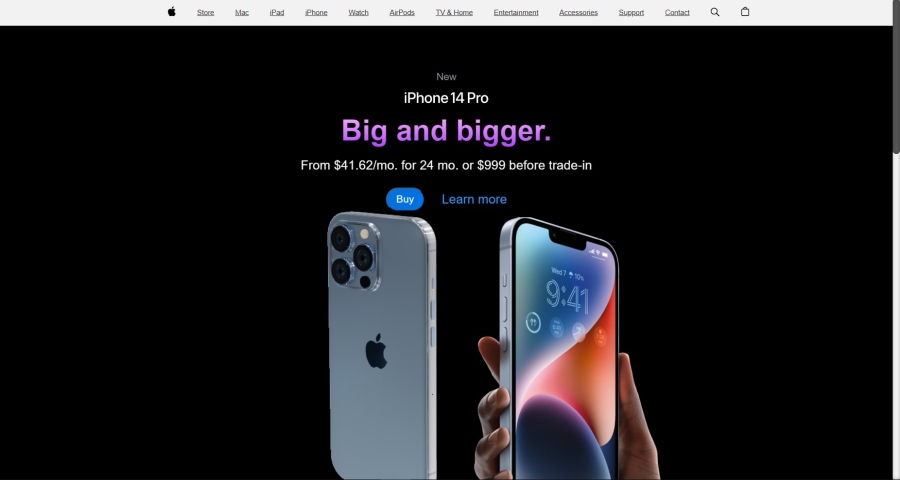 Store Mac iPad iPhone Watch AirPods TV & Home Entertainment Accessories Support Contact
New
iPhone 14 Pro
Big and bigger.
From $41.62/mo. for 24 mo. or $999 before trade-in
Buy Learn more
Wed 7 10%
9:41